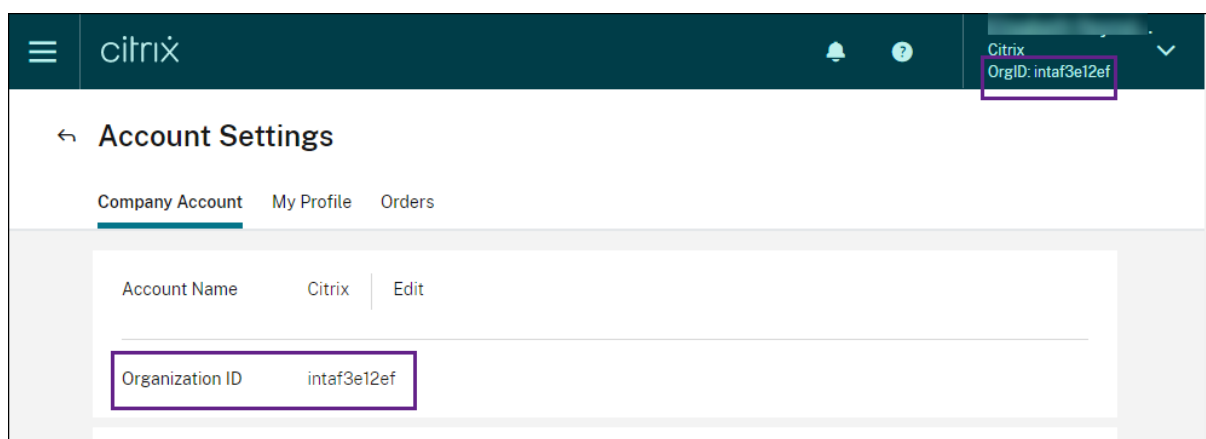 citrix
Citrix
OrgID: intaf3e12ef
Account Settings
Company Account My Profile Orders
Account Name Citrix Edit
Organization ID intaf3e12ef